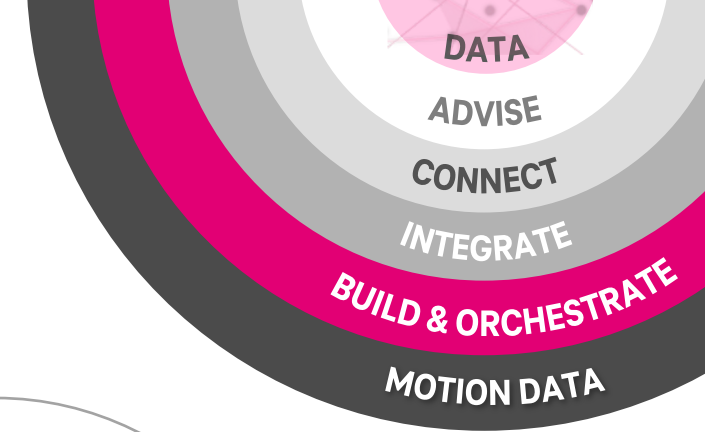 DATA
ADVISE
CONNECT
INTEGRATE
BUILD & ORCHESTRATE
MOTION DATA